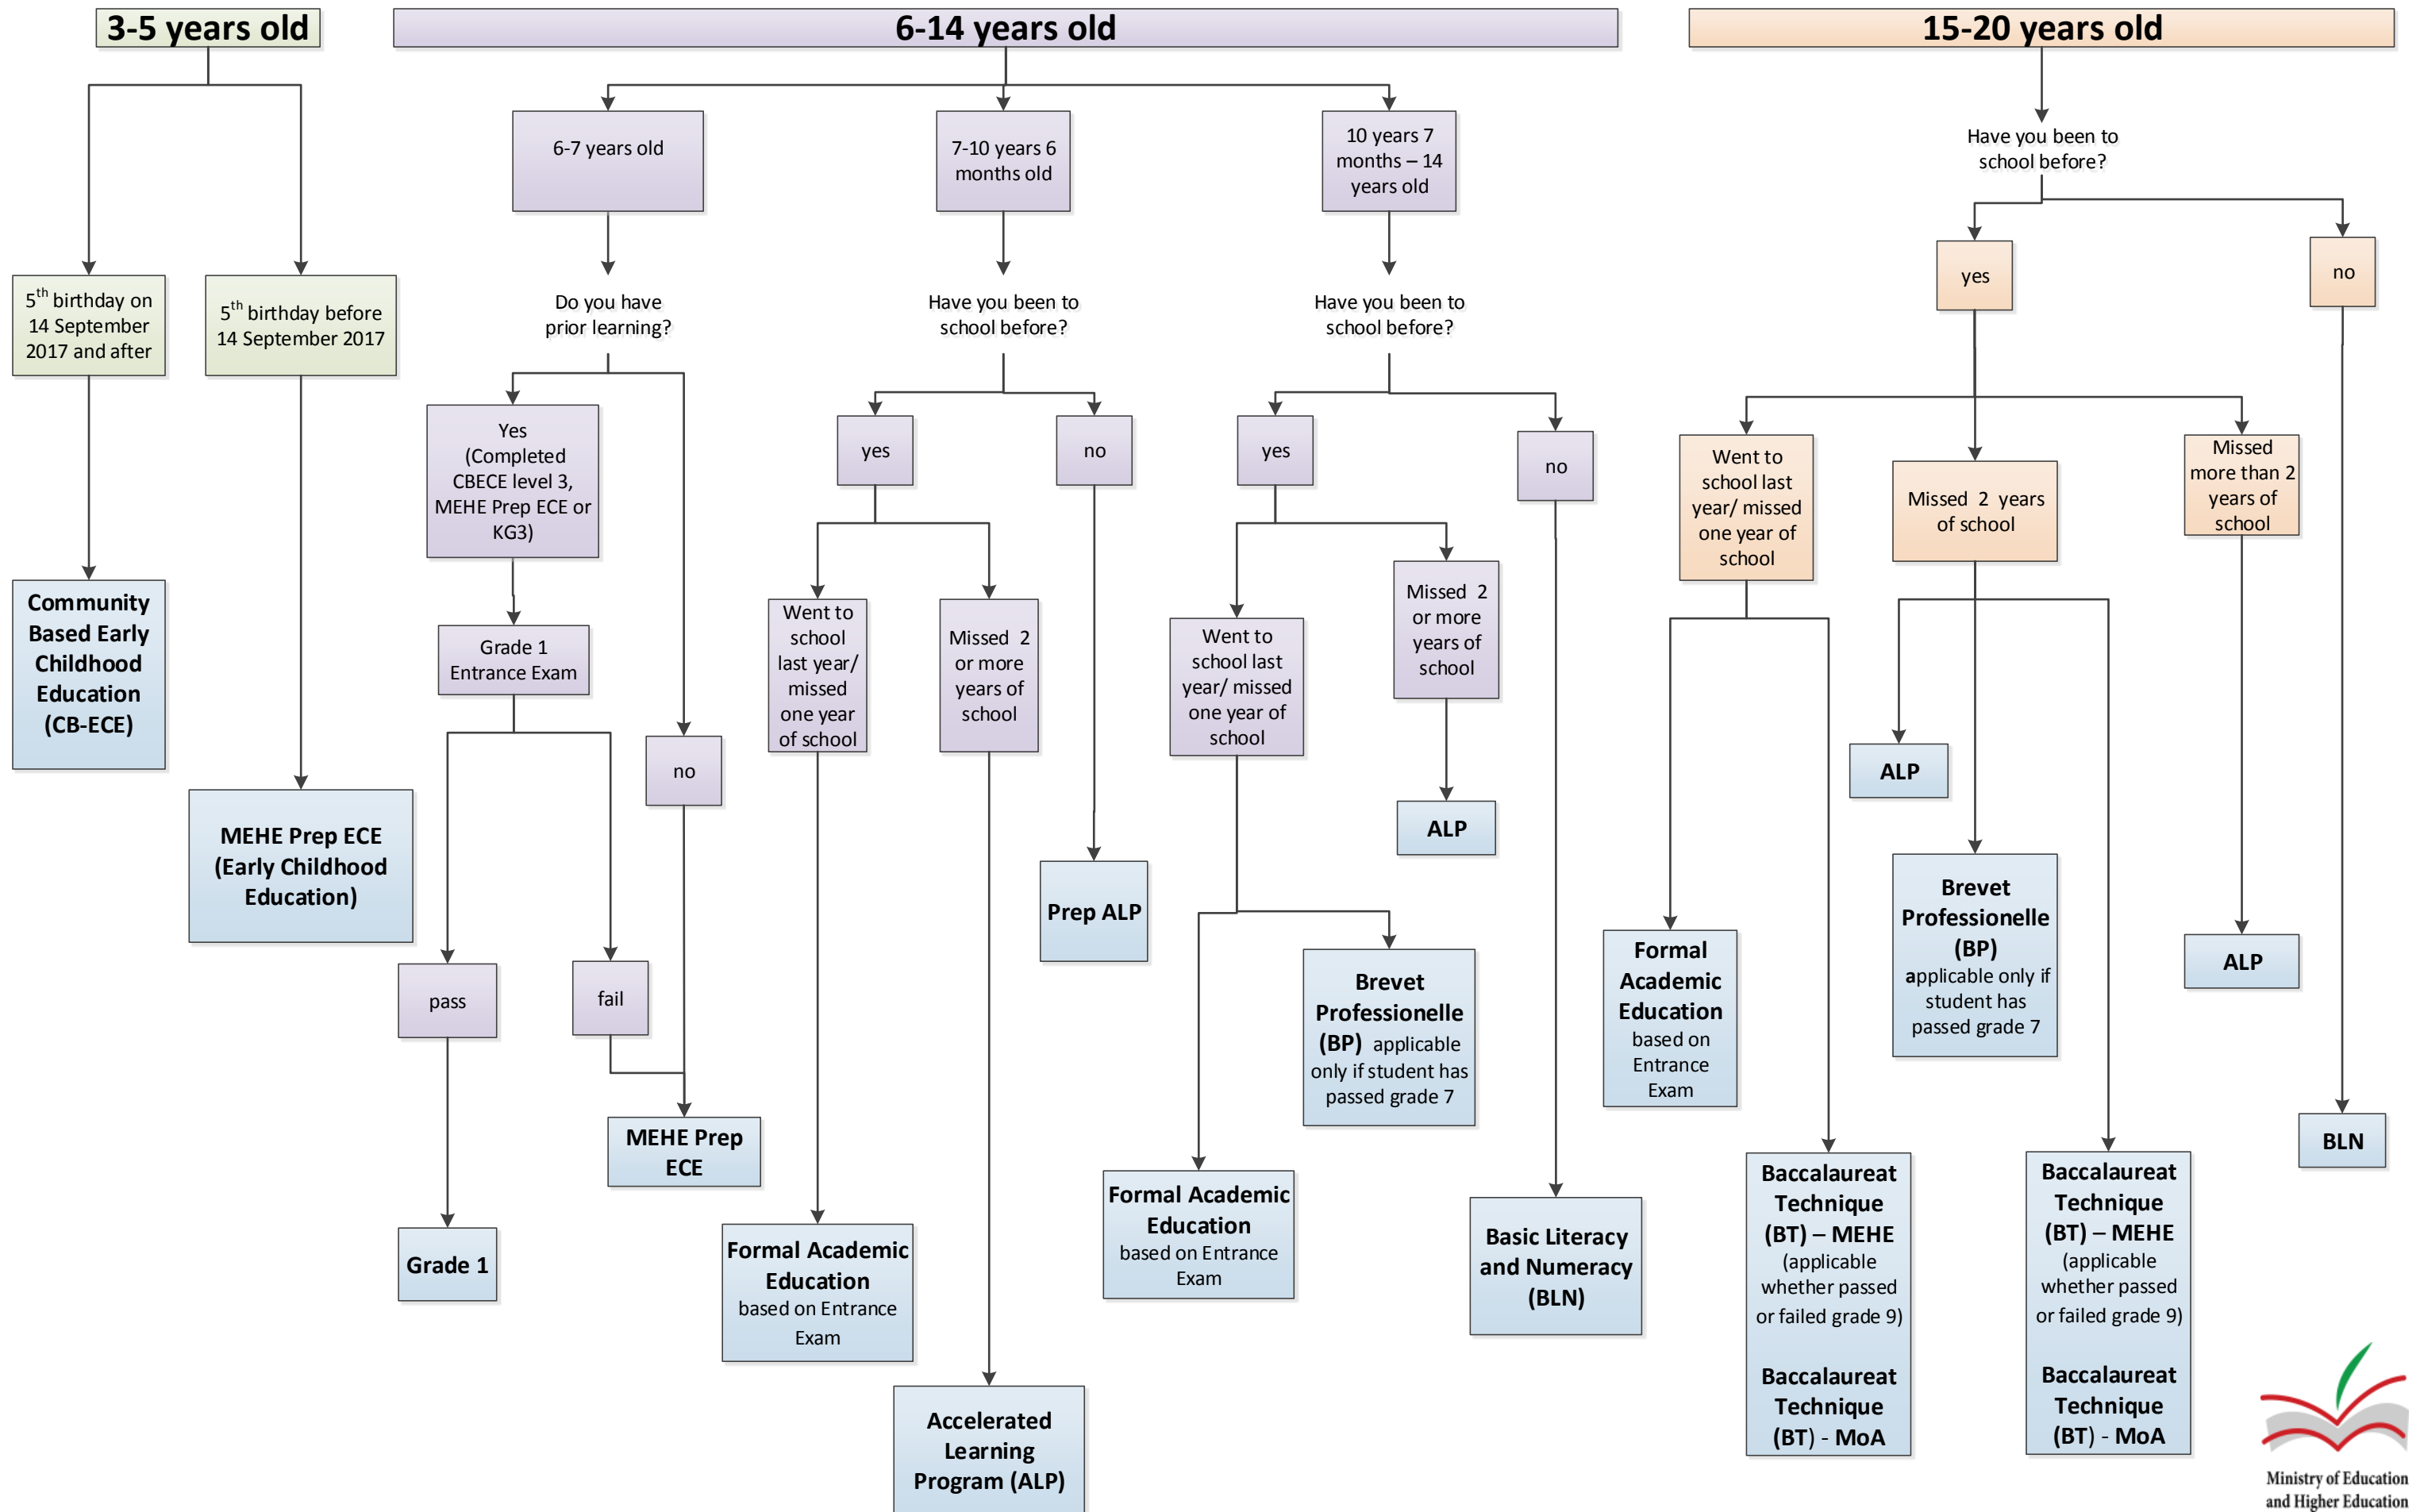 3-5 years old
6-14 years old
15-20 years old
5th birthday on
14 September
2017 and after
5th birthday before
14 September 2017
Community
Based Early
Childhood
Education
(CB-ECE)
MEHE Prep ECE
(Early Childhood
Education)
6-7 years old
Do you have
prior learning?
Yes
(Completed
CBECE level 3,
MEHE Prep ECE or
KG3)
Grade 1
Entrance Exam
no
pass
fail
MEHE Prep
ECE
Grade 1
7-10 years 6
months old
Have you been to
school before?
yes
no
Went to
school
last year/
missed
one year
of school
Missed 2
or more
years of
school
Prep ALP
Formal Academic
Education
based on Entrance
Exam
Accelerated
Learning
Program (ALP)
10 years 7
months – 14
years old
Have you been to
school before?
yes
no
Went to
school last
year/ missed
one year of
school
Missed 2
or more
years of
school
ALP
Brevet
Professionelle
(BP) applicable
only if student has
passed grade 7
Formal Academic
Education
based on Entrance
Exam
Basic Literacy
and Numeracy
(BLN)
Have you been to
school before?
yes
no
Went to
school last
year/ missed
one year of
school
Missed 2 years
of school
Missed
more than 2
years of
school
ALP
Brevet
Professionelle
(BP)
applicable only if
student has
passed grade 7
ALP
Formal
Academic
Education
based on
Entrance
Exam
BLN
Baccalaureat
Technique
(BT) – MEHE
(applicable
whether passed
or failed grade 9)
Baccalaureat
Technique
(BT) - MoA
Baccalaureat
Technique
(BT) – MEHE
(applicable
whether passed
or failed grade 9)
Baccalaureat
Technique
(BT) - MoA
Ministry of Education
and Higher Education